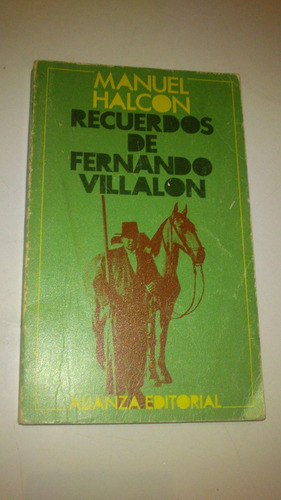 MANUEL
HALCON
RECUERDOS
DE
FERNANDO
VILLALON
ALIANZA EDITORIAL